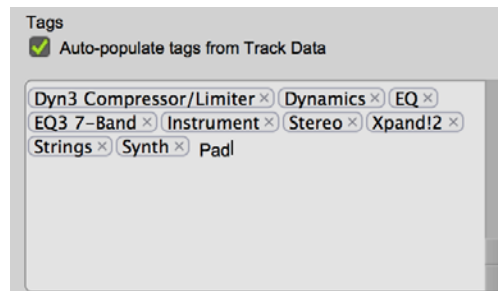 Tags
Auto-populate tags from Track Data
Dyn3 Compressor/Limiter × Dynamics × EQ ×
EQ3 7-Band × Instrument × Stereo × Xpand!2 ×
Strings × Synth × Pad